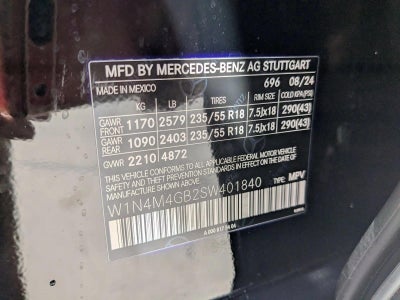 MFD BY MERCEDES-BENZ AG STUTTGART
MADE IN MEXICO 696 08/24
KG LB TIRES RIM SIZE COLD KPA(PSI)
GAWR FRONT 1170 2579 235/55 R18 7.5Jx18 290(43)
GAWR REAR 1090 2403 235/55 R18 7.5Jx18 290(43)
GVWR 2210 4872
THIS VEHICLE CONFORMS TO ALL APPLICABLE U.S. FEDERAL MOTOR VEHICLE
SAFETY/BUMPER AND THEFT PREVENTION STANDARDS IN EFFECT
ON THE DATE OF MANUFACTURE SHOWN ABOVE
W1N4M4GB2SW401840 TYPE: MPV